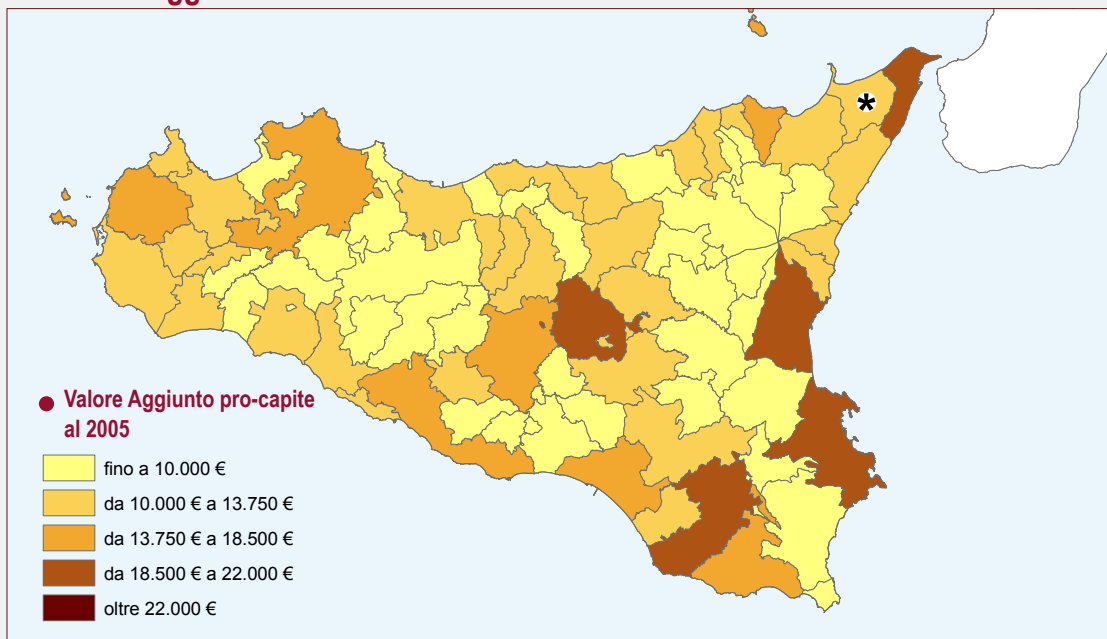 ● Valore Aggiunto pro-capite
al 2005
fino a 10.000 €
da 10.000 € a 13.750 €
da 13.750 € a 18.500 €
da 18.500 € a 22.000 €
oltre 22.000 €
*